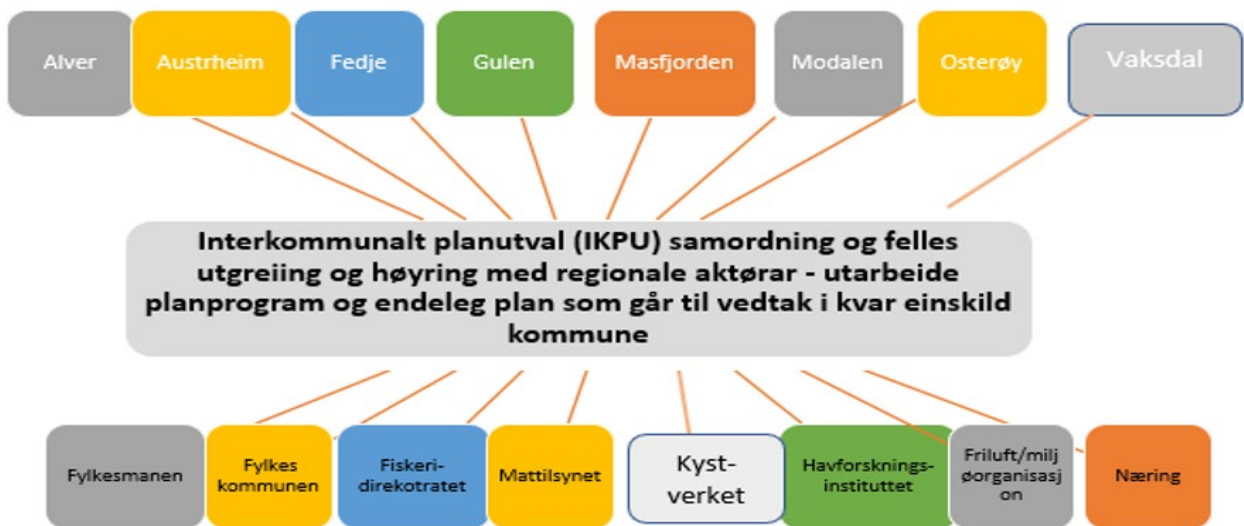 Alver
Austrheim
Fedje
Gulen
Masfjorden
Modalen
Osterøy
Vaksdal
Interkommunalt planutval (IKPU) samordning og felles
utgreiing og høyring med regionale aktørar - utarbeide
planprogram og endeleg plan som går til vedtak i kvar einskild
kommune
Fylkesmanen
Fylkes
kommunen
Fiskeri-
direkotratet
Mattilsynet
Kyst-
verket
Havforsknings-
instituttet
Friluft/milj
øorganisasj
on
Næring